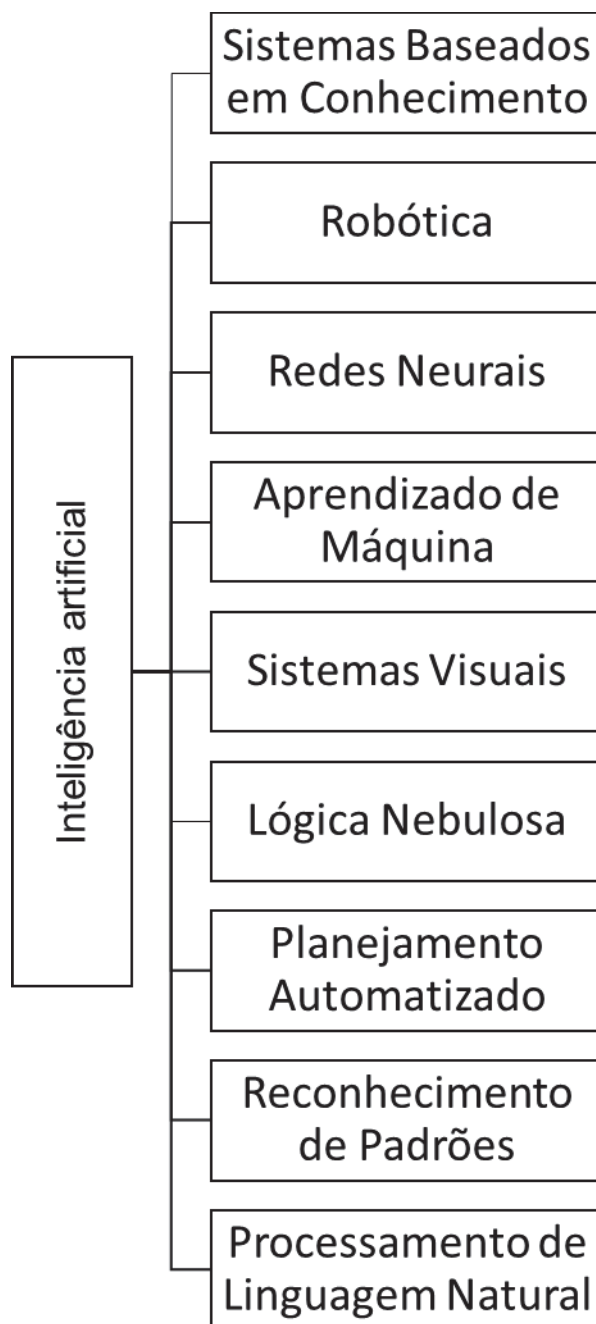 Sistemas Baseados
em Conhecimento
Robótica
Redes Neurais
Aprendizado de
Máquina
Inteligência artificial
Sistemas Visuais
Lógica Nebulosa
Planejamento
Automatizado
Reconhecimento
de Padrões
Processamento de
Linguagem Natural